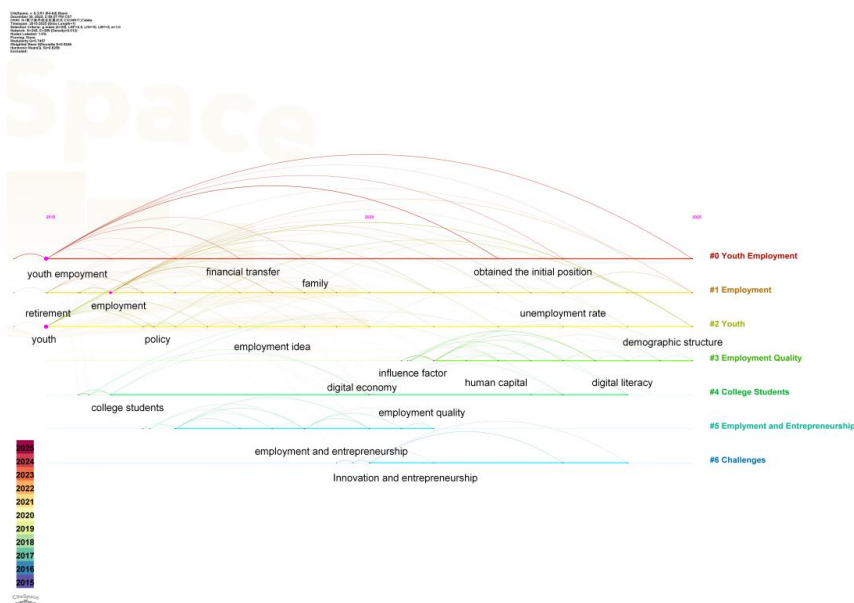 Space
2015
2020
2025
#0 Youth Employment
youth empoyment
financial transfer
obtained the initial position
family
#1 Employment
retirement
employment
unemployment rate
#2 Youth
youth
policy
demographic structure
employment idea
#3 Employment Quality
influence factor
digital economy
human capital
digital literacy
#4 College Students
college students
employment quality
#5 Emplyment and Entrepreneurship
employment and entrepreneurship
#6 Challenges
Innovation and entrepreneurship
2025
2024
2023
2022
2021
2020
2019
2018
2017
2016
2015
CiteSpace